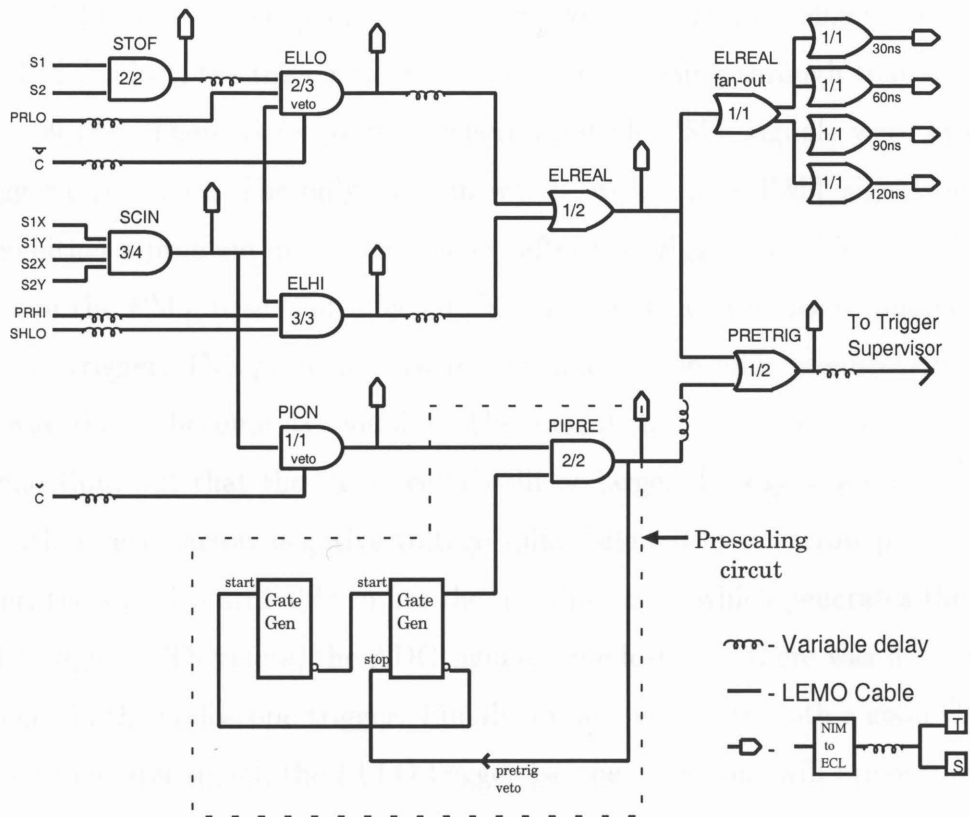 STOF
S1
S2
2/2
PRLO
C
ELLO
2/3
veto
ELREAL
fan-out
1/1
1/1
30ns
1/1
60ns
1/1
90ns
1/1
120ns
SCIN
S1X
S1Y
S2X
S2Y
3/4
PRHI
SHLO
ELHI
3/3
ELREAL
1/2
PRETRIG
1/2
To Trigger
Supervisor
PION
1/1
veto
C
PIPRE
2/2
Prescaling
circut
start
Gate
Gen
start
Gate
Gen
stop
pretrig
veto
- Variable delay
- LEMO Cable
-
NIM
to
ECL
T
S